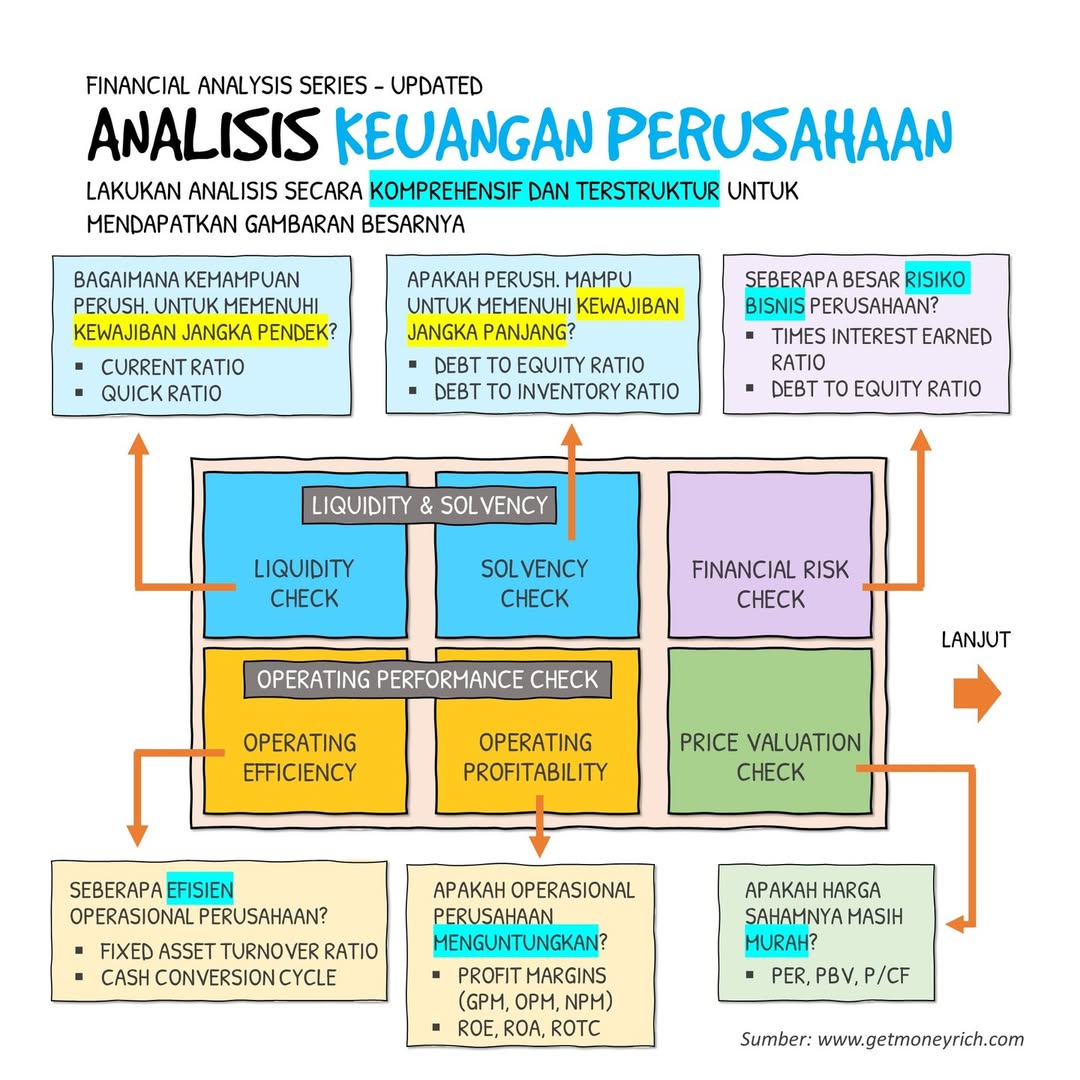 FINANCIAL ANALYSIS SERIES – UPDATED
ANALISIS KEUANGAN PERUSAHAAN
LAKUKAN ANALISIS SECARA KOMPREHENSIF DAN TERSTRUKTUR UNTUK
MENDAPATKAN GAMBARAN BESARNYA
BAGAIMANA KEMAMPUAN
PERUSH. UNTUK MEMENUHI
KEWAJIBAN JANGKA PENDEK?
▪ CURRENT RATIO
▪ QUICK RATIO
APAKAH PERUSH. MAMPU
UNTUK MEMENUHI KEWAJIBAN
JANGKA PANJANG?
▪ DEBT TO EQUITY RATIO
▪ DEBT TO INVENTORY RATIO
SEBERAPA BESAR RISIKO
BISNIS PERUSAHAAN?
▪ TIMES INTEREST EARNED
RATIO
▪ DEBT TO EQUITY RATIO
LIQUIDITY & SOLVENCY
LIQUIDITY
CHECK
SOLVENCY
CHECK
FINANCIAL RISK
CHECK
LANJUT
OPERATING PERFORMANCE CHECK
OPERATING
EFFICIENCY
OPERATING
PROFITABILITY
PRICE VALUATION
CHECK
SEBERAPA EFISIEN
OPERASIONAL PERUSAHAAN?
▪ FIXED ASSET TURNOVER RATIO
▪ CASH CONVERSION CYCLE
APAKAH OPERASIONAL
PERUSAHAAN
MENGUNTUNGKAN?
▪ PROFIT MARGINS
(GPM, OPM, NPM)
▪ ROE, ROA, ROTC
APAKAH HARGA
SAHAMNYA MASIH
MURAH?
▪ PER, PBV, P/CF
Sumber: www.getmoneyrich.com